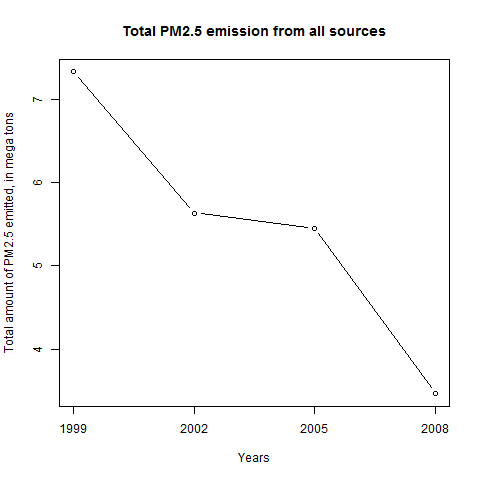 Total PM2.5 emission from all sources
Total amount of PM2.5 emitted, in mega tons
7
6
5
4
1999 2002 2005 2008
Years